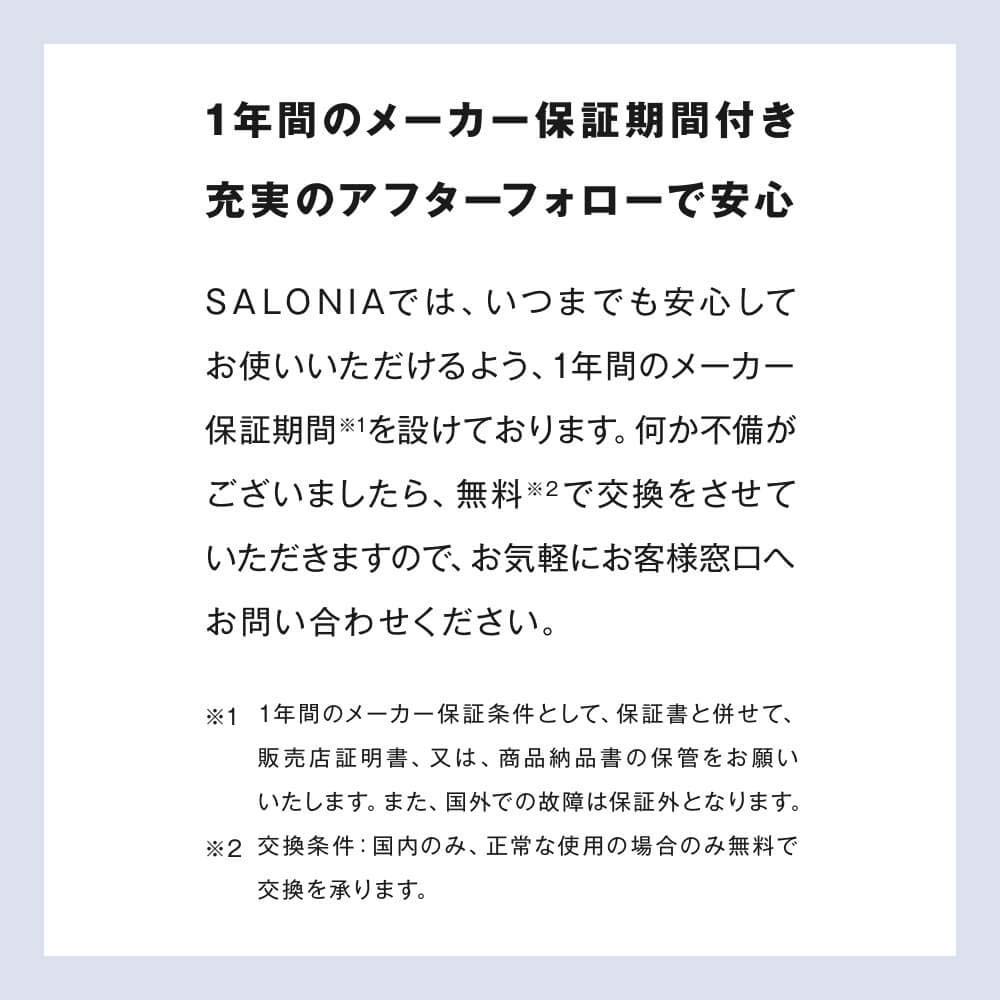 1年間のメーカー保証期間付き
充実のアフターフォローで安心
SALONIAでは、いつまでも安心して
お使いいただけるよう、1年間のメーカー
保証期間※1を設けております。何か不備が
ございましたら、無料※2で交換をさせて
いただきますので、お気軽にお客様窓口へ
お問い合わせください。
※1 1年間のメーカー保証条件として、保証書と併せて、
販売店証明書、又は、商品納品書の保管をお願い
いたします。また、国外での故障は保証外となります。
※2 交換条件：国内のみ、正常な使用の場合のみ無料で
交換を承ります。